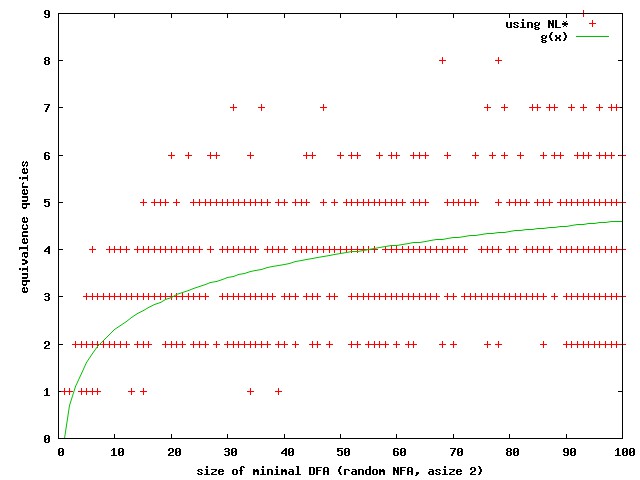 using NL*
g(x)
9
8
7
6
5
4
3
2
1
0
equivalence queries
0 10 20 30 40 50 60 70 80 90 100
size of minimal DFA (random NFA, asize 2)